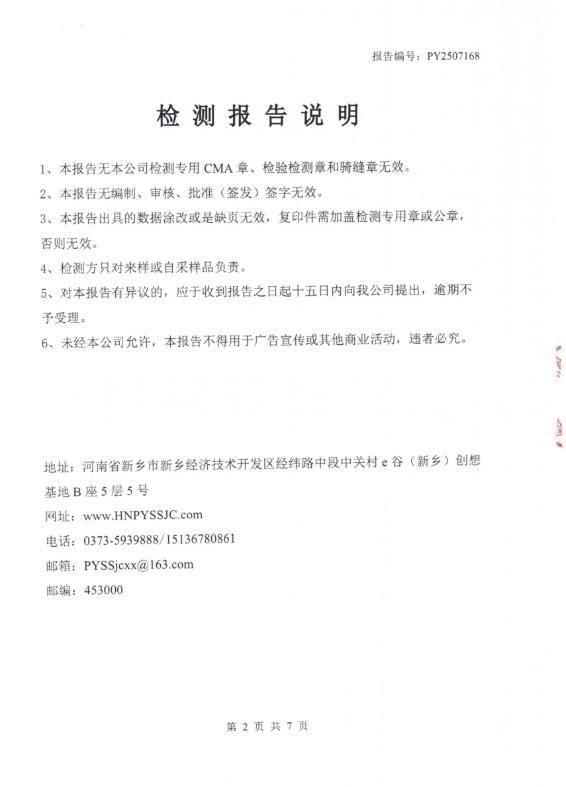 报告编号：PY2507168
检测报告说明
1、本报告无本公司检测专用 CMA 章、检验检测章和骑缝章无效。
2、本报告无编制、审核、批准（签发）签字无效。
3、本报告出具的数据涂改或是缺页无效，复印件需加盖检测专用章或公章，
否则无效。
4、检测方只对来样或自采样品负责。
5、对本报告有异议的，应于收到报告之日起十五日内向我公司提出，逾期不
予受理。
6、未经本公司允许，本报告不得用于广告宣传或其他商业活动，违者必究。
地址：河南省新乡市新乡经济技术开发区经纬路中段中关村 e 谷（新乡）创想
基地 B 座 5 层 5 号
网址：www.HNPYSSJC.com
电话：0373-5939888/15136780861
邮箱：PYSSjcxx@163.com
邮编：453000
第 2 页 共 7 页